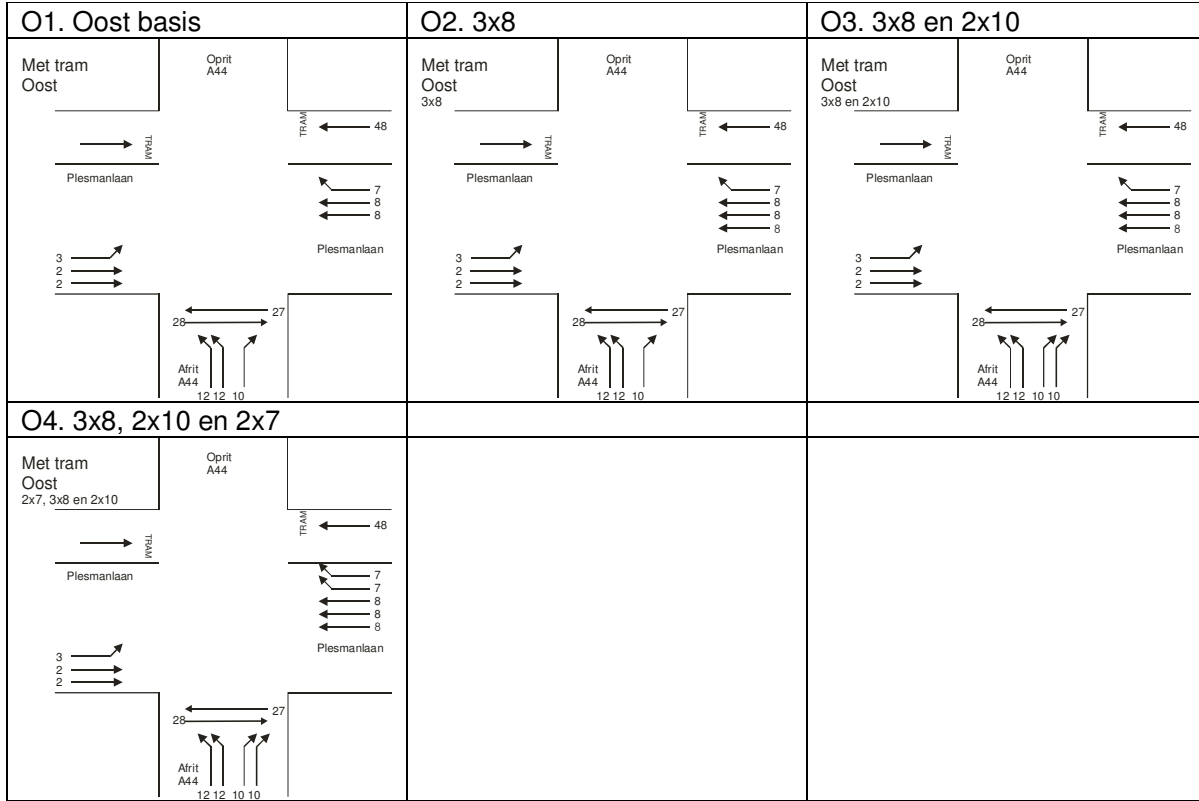 O1. Oost basis
Met tram
Oost
Oprit
A44
TRAM
48
TRAM
Plesmanlaan
7
8
8
Plesmanlaan
3
2
2
27
28
Afrit
A44
12 12 10
O2. 3x8
Met tram
Oost
3x8
Oprit
A44
TRAM
48
TRAM
Plesmanlaan
7
8
8
8
Plesmanlaan
3
2
2
27
28
Afrit
A44
12 12 10
O3. 3x8 en 2x10
Met tram
Oost
3x8 en 2x10
Oprit
A44
TRAM
48
TRAM
Plesmanlaan
7
8
8
8
Plesmanlaan
3
2
2
27
28
Afrit
A44
12 12 10 10
O4. 3x8, 2x10 en 2x7
Met tram
Oost
2x7, 3x8 en 2x10
Oprit
A44
TRAM
48
TRAM
Plesmanlaan
7
7
8
8
8
Plesmanlaan
3
2
2
27
28
Afrit
A44
12 12 10 10